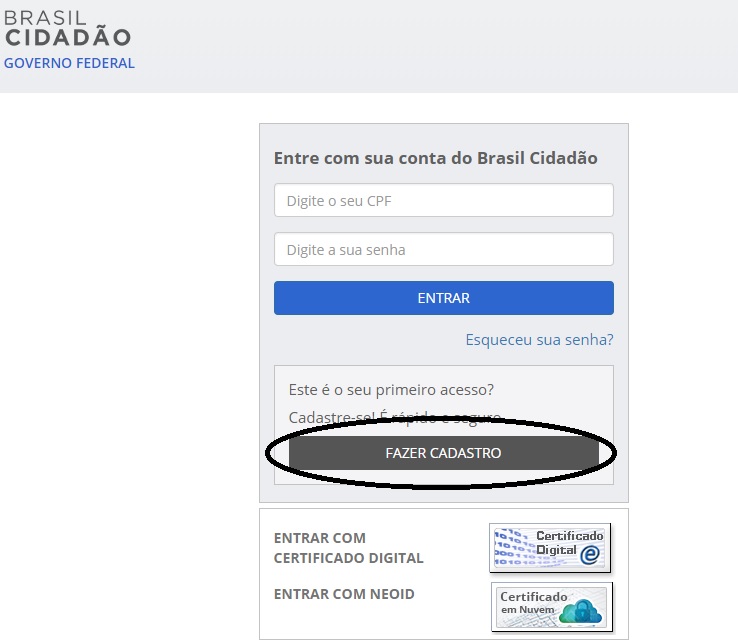 BRASIL
CIDADÃO
GOVERNO FEDERAL
Entre com sua conta do Brasil Cidadão
Digite o seu CPF
Digite a sua senha
ENTRAR
Esqueceu sua senha?
Este é o seu primeiro acesso?
Cadastre-se! É rápido e seguro
FAZER CADASTRO
ENTRAR COM
CERTIFICADO DIGITAL
Certificado
Digital
ENTRAR COM NEOID
Certificado
em Nuvem